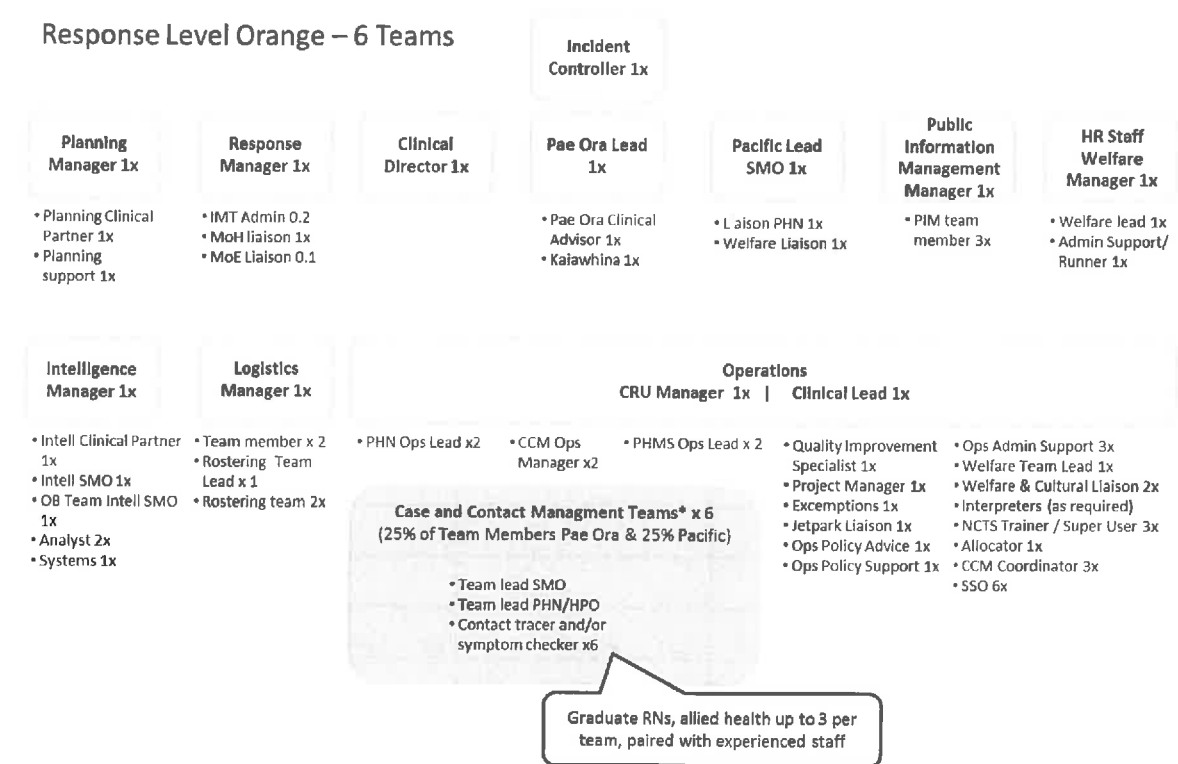 Response Level Orange – 6 Teams
Incident
Controller 1x
Planning
Manager 1x
• Planning Clinical
Partner 1x
• Planning
support 1x
Response
Manager 1x
• IMT Admin 0.2
• MoH liaison 1x
• MoE Liaison 0.1
Clinical
Director 1x
Pae Ora Lead
1x
• Pae Ora Clinical
Advisor 1x
• Kaiawhina 1x
Pacific Lead
SMO 1x
• Liaison PHN 1x
• Welfare Liaison 1x
Public
Information
Management
Manager 1x
• PIM team
member 3x
HR Staff
Welfare
Manager 1x
• Welfare lead 1x
• Admin Support/
Runner 1x
Intelligence
Manager 1x
• Intell Clinical Partner
1x
• Intell SMO 1x
• OB Team Intell SMO
1x
• Analyst 2x
• Systems 1x
Logistics
Manager 1x
• Team member x 2
• Rostering Team
Lead x 1
• Rostering team 2x
Operations
CRU Manager 1x | Clinical Lead 1x
• PHN Ops Lead x2
• CCM Ops
Manager x2
• PHMS Ops Lead x 2
• Quality Improvement
Specialist 1x
• Project Manager 1x
• Excemptions 1x
• Jetpark Liaison 1x
• Ops Policy Advice 1x
• Ops Policy Support 1x
• Ops Admin Support 3x
• Welfare Team Lead 1x
• Welfare & Cultural Liaison 2x
• Interpreters (as required)
• NCTS Trainer / Super User 3x
• Allocator 1x
• CCM Coordinator 3x
• SSO 6x
Case and Contact Managment Teams* x 6
(25% of Team Members Pae Ora & 25% Pacific)
• Team lead SMO
• Team lead PHN/HPO
• Contact tracer and/or
symptom checker x6
Graduate RNs, allied health up to 3 per
team, paired with experienced staff